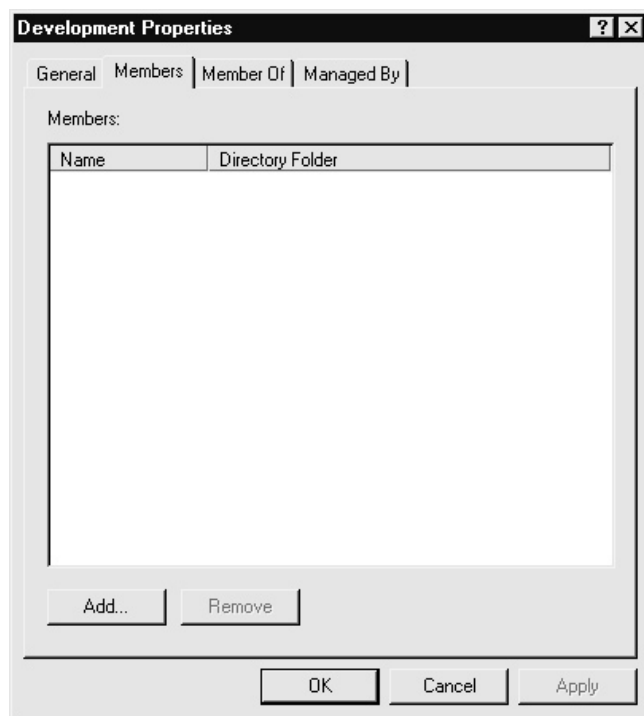 Development Properties
General Members Member Of Managed By
Members:
Name Directory Folder
Add... Remove
OK Cancel Apply